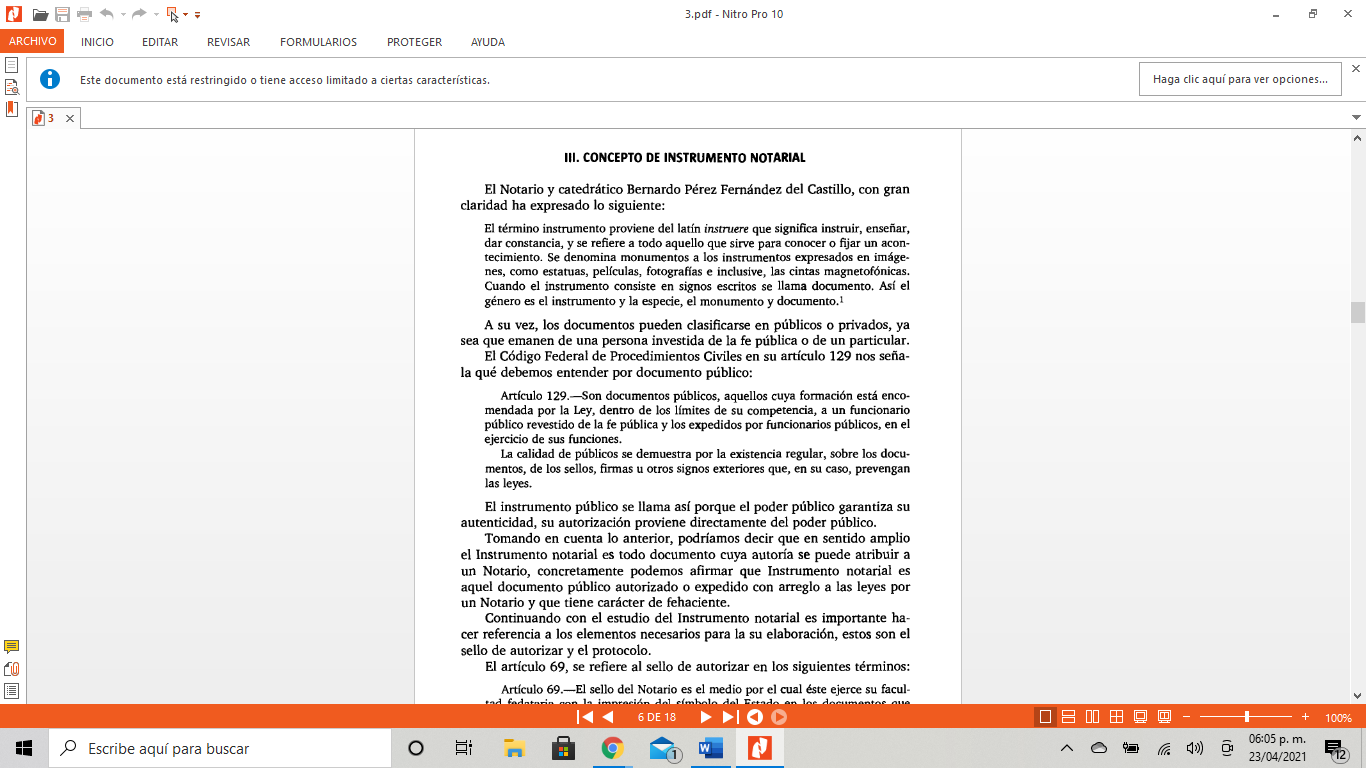 3.pdf - Nitro Pro 10
ARCHIVO INICIO EDITAR REVISAR FORMULARIOS PROTEGER AYUDA
Este documento está restringido o tiene acceso limitado a ciertas características.
Haga clic aquí para ver opciones...
3
III. CONCEPTO DE INSTRUMENTO NOTARIAL
El Notario y catedrático Bernardo Pérez Fernández del Castillo, con gran
claridad ha expresado lo siguiente:
El término instrumento proviene del latín instruere que significa instruir, enseñar,
dar constancia, y se refiere a todo aquello que sirve para conocer o fijar un acon-
tecimiento. Se denomina monumentos a los instrumentos expresados en imáge-
nes, como estatuas, películas, fotografías e inclusive, las cintas magnetofónicas.
Cuando el instrumento consiste en signos escritos se llama documento. Así el
género es el instrumento y la especie, el monumento y documento.¹
A su vez, los documentos pueden clasificarse en públicos o privados, ya
sea que emanen de una persona investida de la fe pública o de un particular.
El Código Federal de Procedimientos Civiles en su artículo 129 nos seña-
la qué debemos entender por documento público:
Artículo 129.—Son documentos públicos, aquellos cuya formación está enco-
mendada por la Ley, dentro de los límites de su competencia, a un funcionario
público revestido de la fe pública y los expedidos por funcionarios públicos, en el
ejercicio de sus funciones.
La calidad de públicos se demuestra por la existencia regular, sobre los docu-
mentos, de los sellos, firmas u otros signos exteriores que, en su caso, prevengan
las leyes.
El instrumento público se llama así porque el poder público garantiza su
autenticidad, su autorización proviene directamente del poder público.
Tomando en cuenta lo anterior, podríamos decir que en sentido amplio
el Instrumento notarial es todo documento cuya autoría se puede atribuir a
un Notario, concretamente podemos afirmar que Instrumento notarial es
aquel documento público autorizado o expedido con arreglo a las leyes por
un Notario y que tiene carácter de fehaciente.
Continuando con el estudio del Instrumento notarial es importante ha-
cer referencia a los elementos necesarios para la su elaboración, estos son el
sello de autorizar y el protocolo.
El artículo 69, se refiere al sello de autorizar en los siguientes términos:
Artículo 69.—El sello del Notario es el medio por el cual éste ejerce su facul-
tad fedataria con la impresión del símbolo del Estado en los documentos que
6 DE 18
100%
Escribe aquí para buscar
1
06:05 p. m.
23/04/2021
12